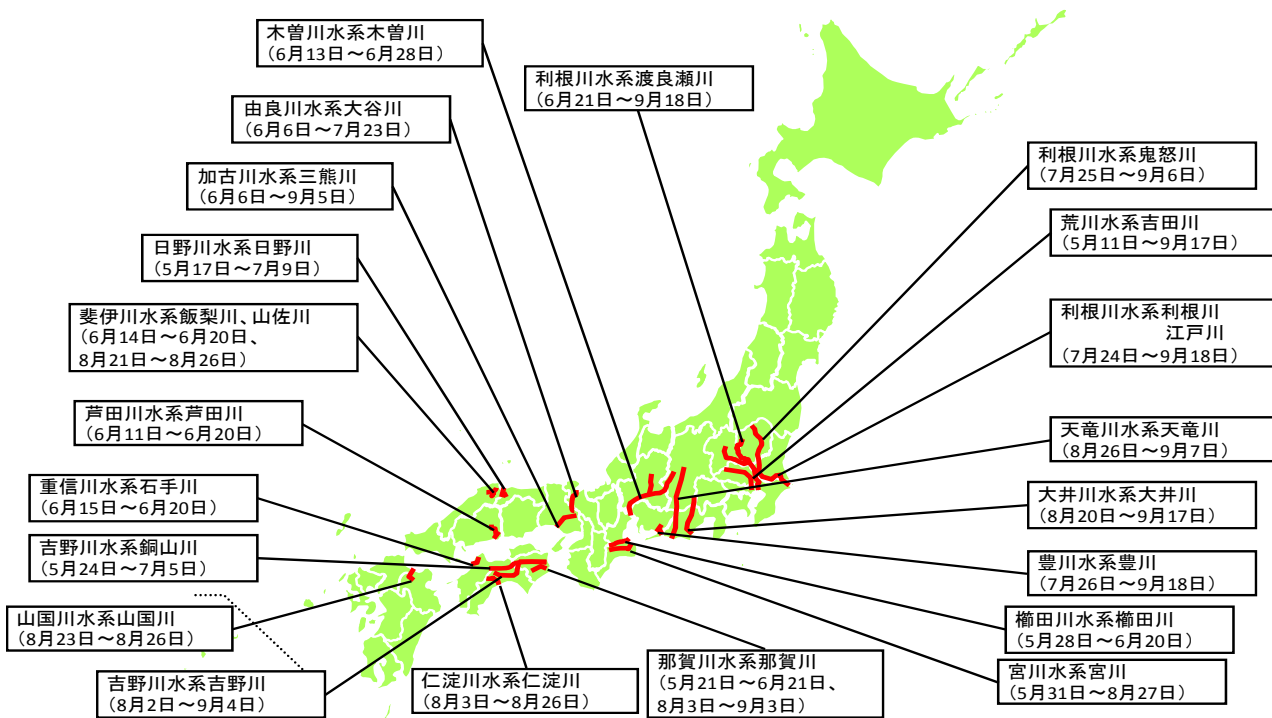 木曽川水系木曽川
（6月13日～6月28日）
利根川水系渡良瀬川
（6月21日～9月18日）
由良川水系大谷川
（6月6日～7月23日）
加古川水系三熊川
（6月6日～9月5日）
日野川水系日野川
（5月17日～7月9日）
斐伊川水系飯梨川、山佐川
（6月14日～6月20日、
8月21日～8月26日）
芦田川水系芦田川
（6月11日～6月20日）
重信川水系石手川
（6月15日～6月20日）
吉野川水系銅山川
（5月24日～7月5日）
山国川水系山国川
（8月23日～8月26日）
吉野川水系吉野川
（8月2日～9月4日）
仁淀川水系仁淀川
（8月3日～8月26日）
那賀川水系那賀川
（5月21日～6月21日、
8月3日～9月3日）
利根川水系鬼怒川
（7月25日～9月6日）
荒川水系吉田川
（5月11日～9月17日）
利根川水系利根川
江戸川
（7月24日～9月18日）
天竜川水系天竜川
（8月26日～9月7日）
大井川水系大井川
（8月20日～9月17日）
豊川水系豊川
（7月26日～9月18日）
櫛田川水系櫛田川
（5月28日～6月20日）
宮川水系宮川
（5月31日～8月27日）